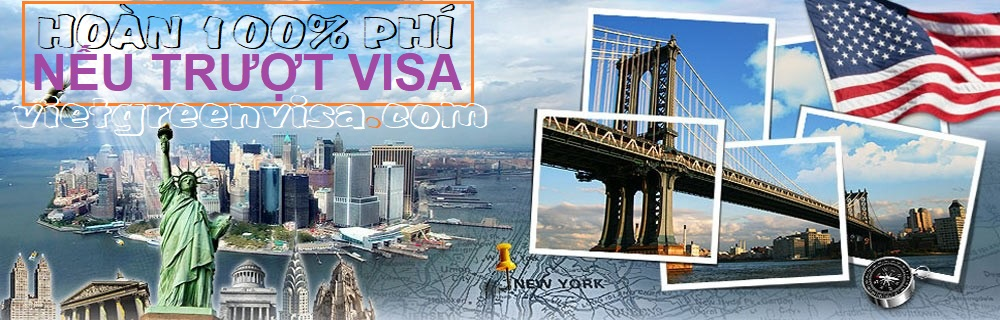 HOÀN 100% PHÍ
NẾU TRƯỢT VISA
vietgreenvisa.com
NEW YORK